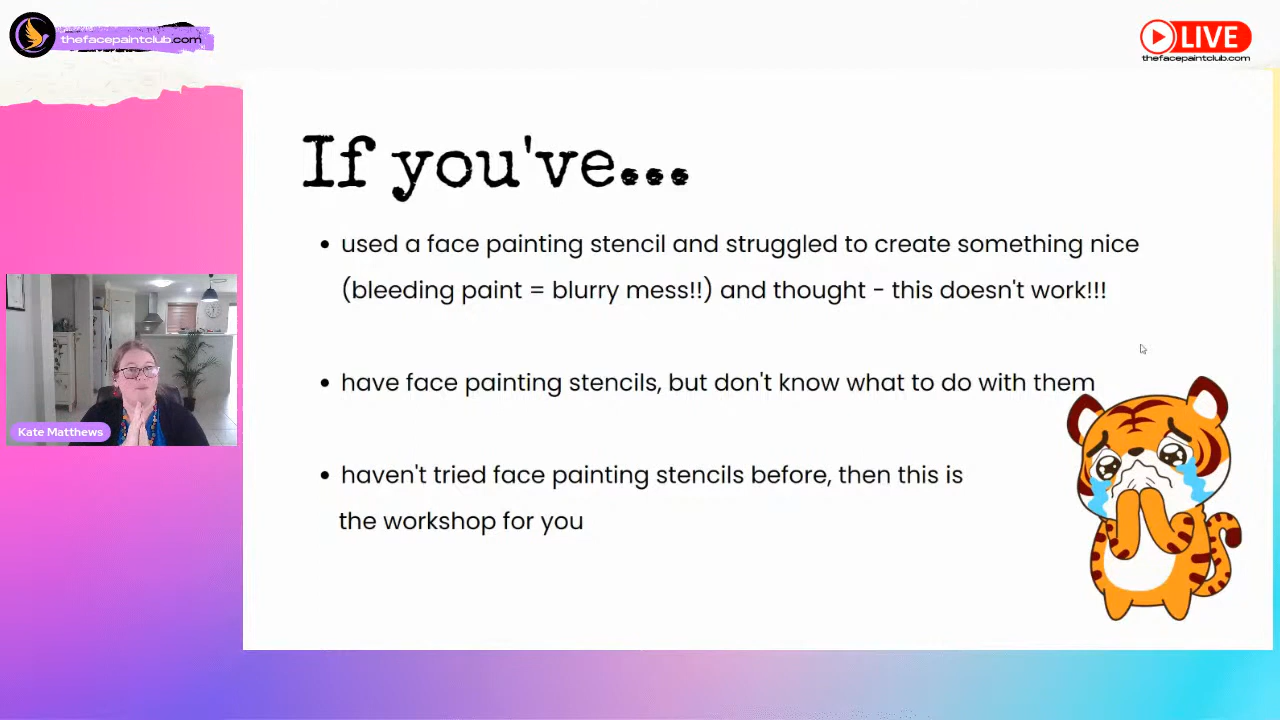 thefacepaintclub.com
LIVE
thefacepaintclub.com
If you've...
• used a face painting stencil and struggled to create something nice
(bleeding paint = blurry mess!!) and thought - this doesn't work!!!
• have face painting stencils, but don't know what to do with them
• haven't tried face painting stencils before, then this is
the workshop for you
Kate Matthews